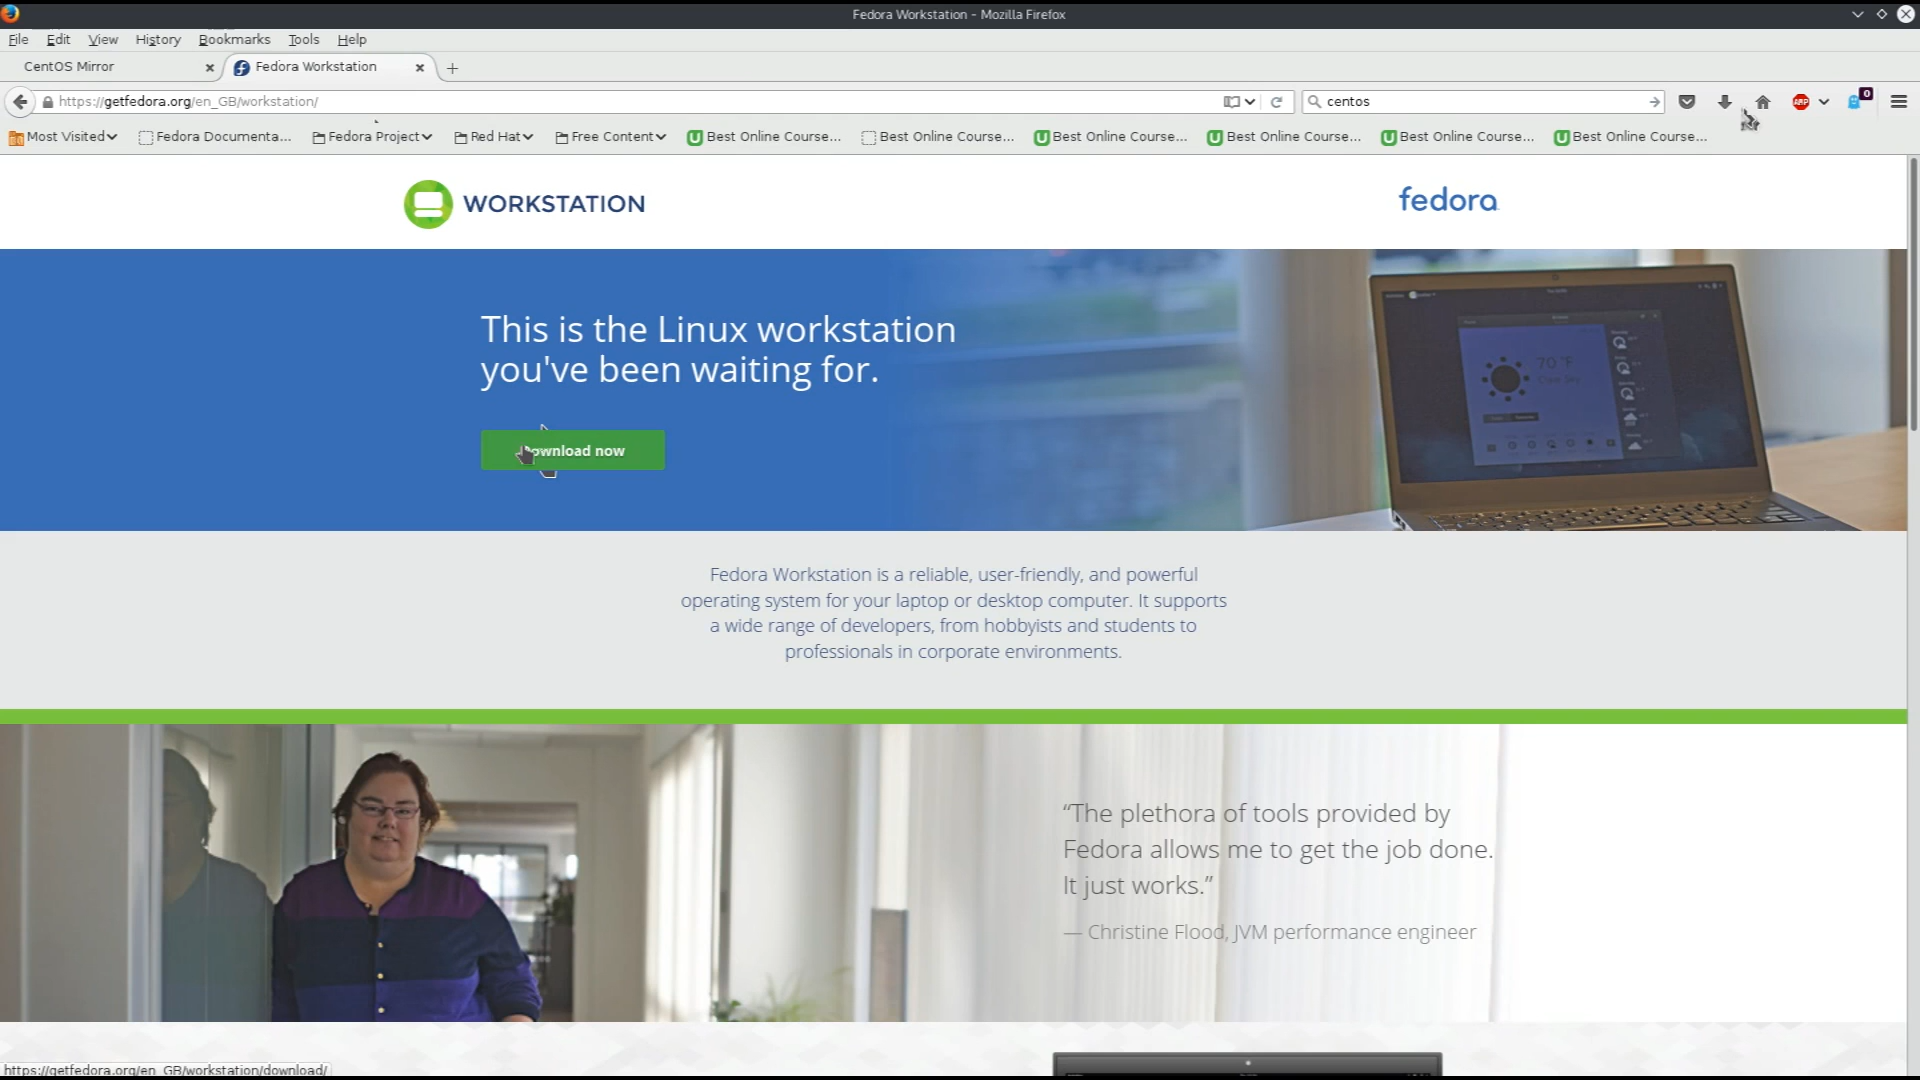 Fedora Workstation - Mozilla Firefox
File Edit View History Bookmarks Tools Help
CentOS Mirror
Fedora Workstation
https://getfedora.org/en_GB/workstation/
centos
ABP
0
Most Visited
Fedora Documenta...
Fedora Project
Red Hat
Free Content
Best Online Course...
Best Online Course...
Best Online Course...
Best Online Course...
Best Online Course...
Best Online Course...
WORKSTATION
fedora
This is the Linux workstation
you've been waiting for.
Download now
70 °F
Fedora Workstation is a reliable, user-friendly, and powerful
operating system for your laptop or desktop computer. It supports
a wide range of developers, from hobbyists and students to
professionals in corporate environments.
“The plethora of tools provided by
Fedora allows me to get the job done.
It just works.”
— Christine Flood, JVM performance engineer
https://getfedora.org/en_GB/workstation/download/